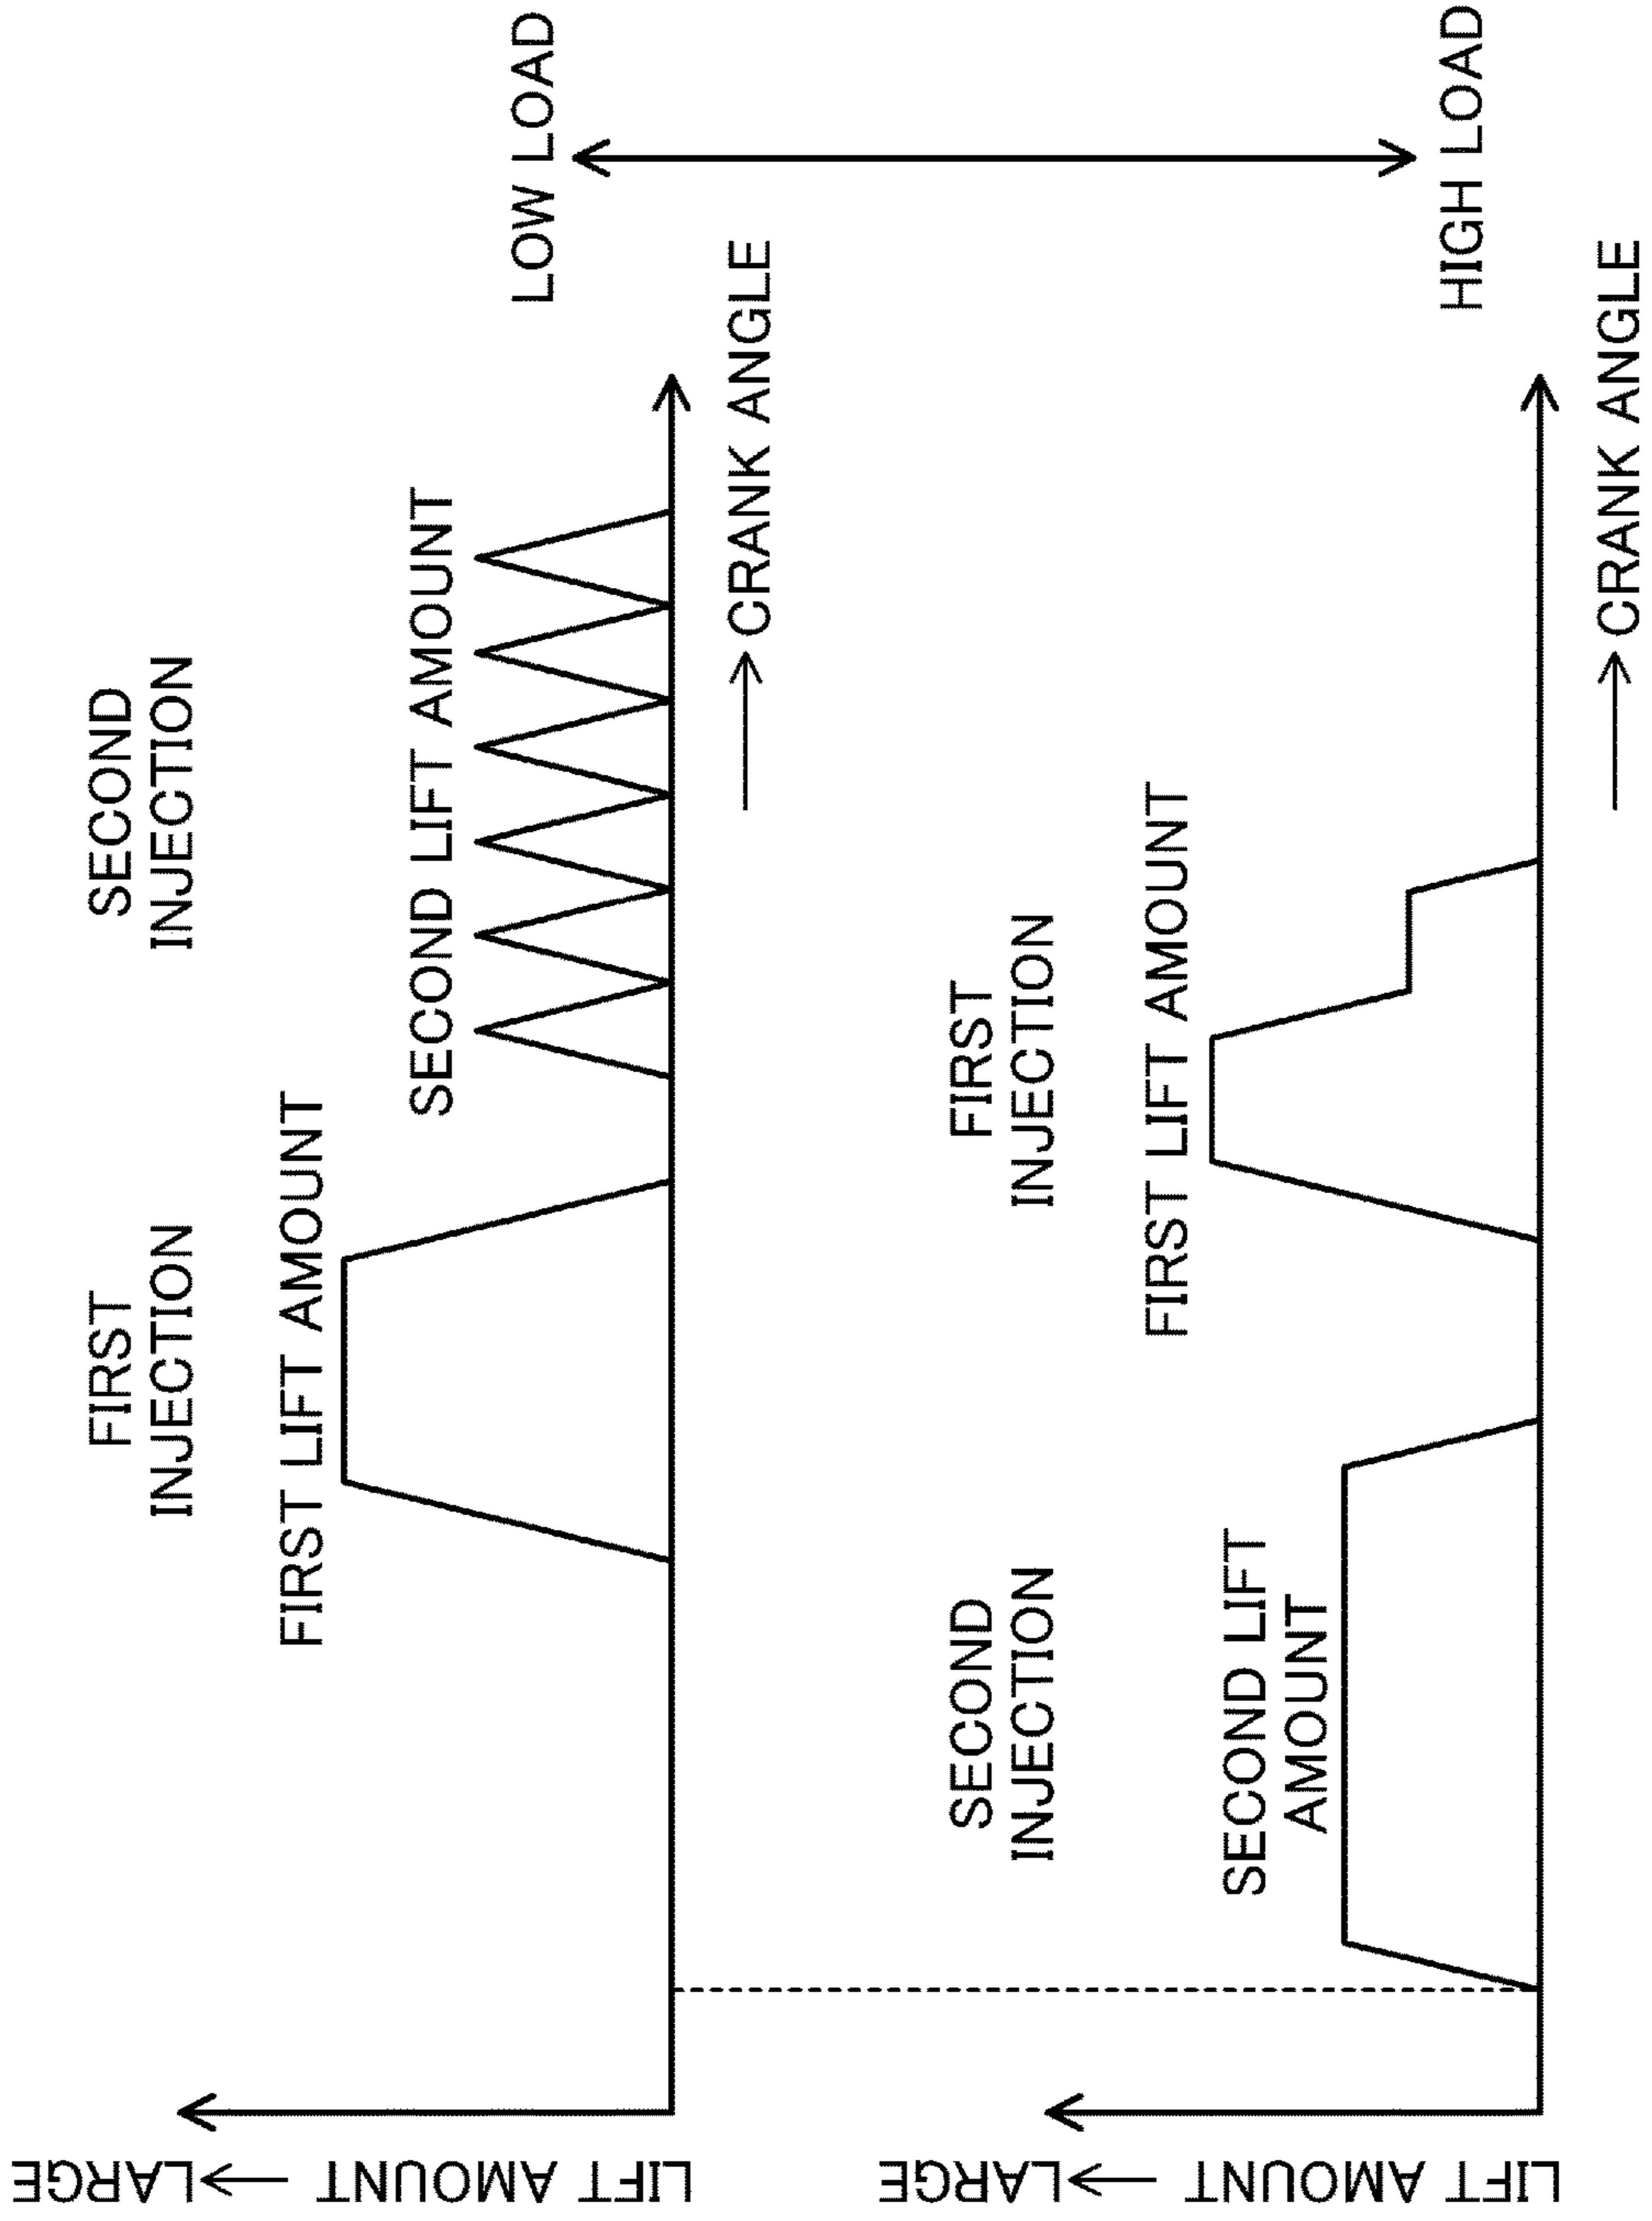 FIRST
INJECTION
SECOND
INJECTION
FIRST LIFT AMOUNT
SECOND LIFT AMOUNT
LIFT AMOUNT → LARGE
→ CRANK ANGLE
LOW LOAD
SECOND
INJECTION
FIRST
INJECTION
SECOND LIFT
AMOUNT
FIRST LIFT AMOUNT
LIFT AMOUNT → LARGE
→ CRANK ANGLE
HIGH LOAD